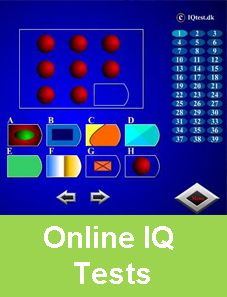 © IQtest.dk
1 2 3
4 5 6
7 8 9
10 11 12
13 14 15
16 17 18
19 20 21
22 23 24
25 26 27
28 29 30
31 32 33
34 35 36
37 38 39
A B C D
E F G H
Online IQ
Tests